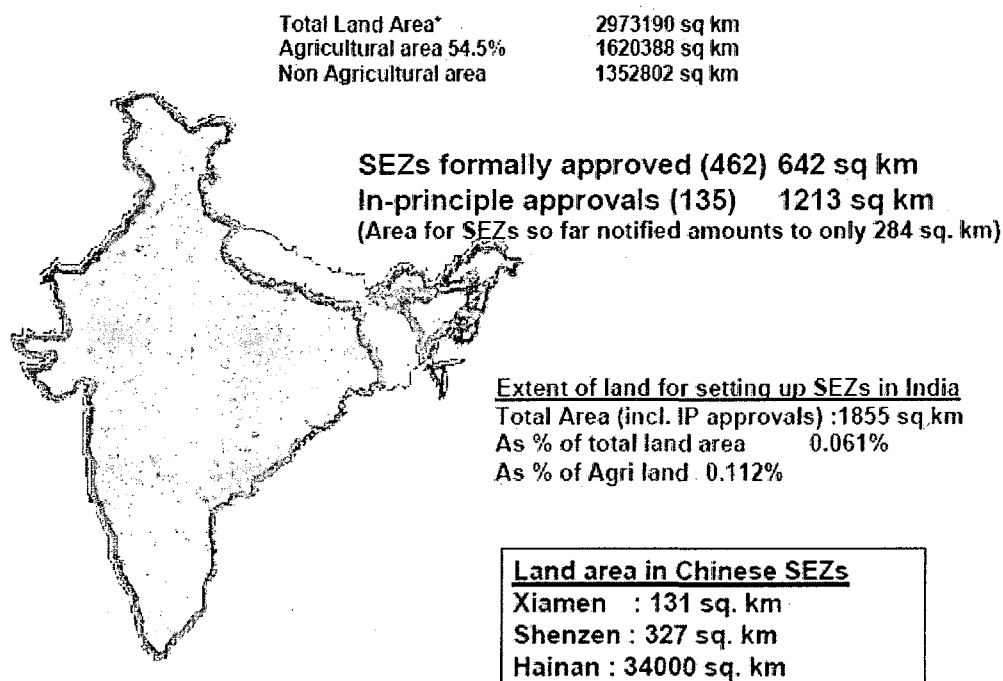 Total Land Area* 2973190 sq km
Agricultural area 54.5% 1620388 sq km
Non Agricultural area 1352802 sq km
SEZs formally approved (462) 642 sq km
In-principle approvals (135) 1213 sq km
(Area for SEZs so far notified amounts to only 284 sq. km)
Extent of land for setting up SEZs in India
Total Area (incl. IP approvals) :1855 sq km
As % of total land area 0.061%
As % of Agri land 0.112%
Land area in Chinese SEZs
Xiamen : 131 sq. km
Shenzen : 327 sq. km
Hainan : 34000 sq. km